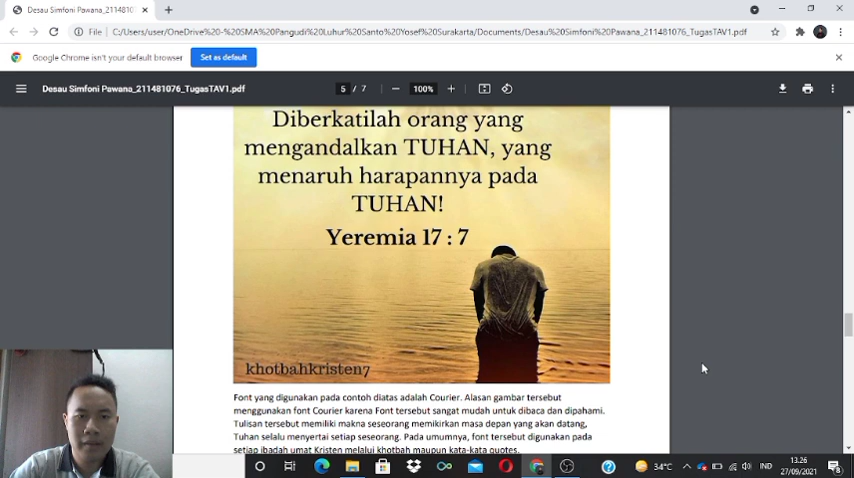 Desau Simfoni Pawana_2114810
File
C:/Users/user/OneDrive%20-%20SMA%20Pangudi%20Luhur%20Santo%20Yosef%20Surakarta/Documents/Desau%20Simfoni%20Pawana_211481076_TugasTAV1.pdf
Google Chrome isn't your default browser
Set as default
Desau Simfoni Pawana_211481076_TugasTAV1.pdf
5 / 7
100%
Diberkatilah orang yang
mengandalkan TUHAN, yang
menaruh harapannya pada
TUHAN!
Yeremia 17 : 7
khotbahkristen7
Font yang digunakan pada contoh diatas adalah Courier. Alasan gambar tersebut
menggunakan font Courier karena Font tersebut sangat mudah untuk dibaca dan dipahami.
Tulisan tersebut memiliki makna seseorang memikirkan masa depan yang akan datang,
Tuhan selalu menyertai setiap seseorang. Pada umumnya, font tersebut digunakan pada
setiap ibadah umat Kristen melalui khotbah maupun kata-kata quotes.
34°C
IND
13.26
27/09/2021
8